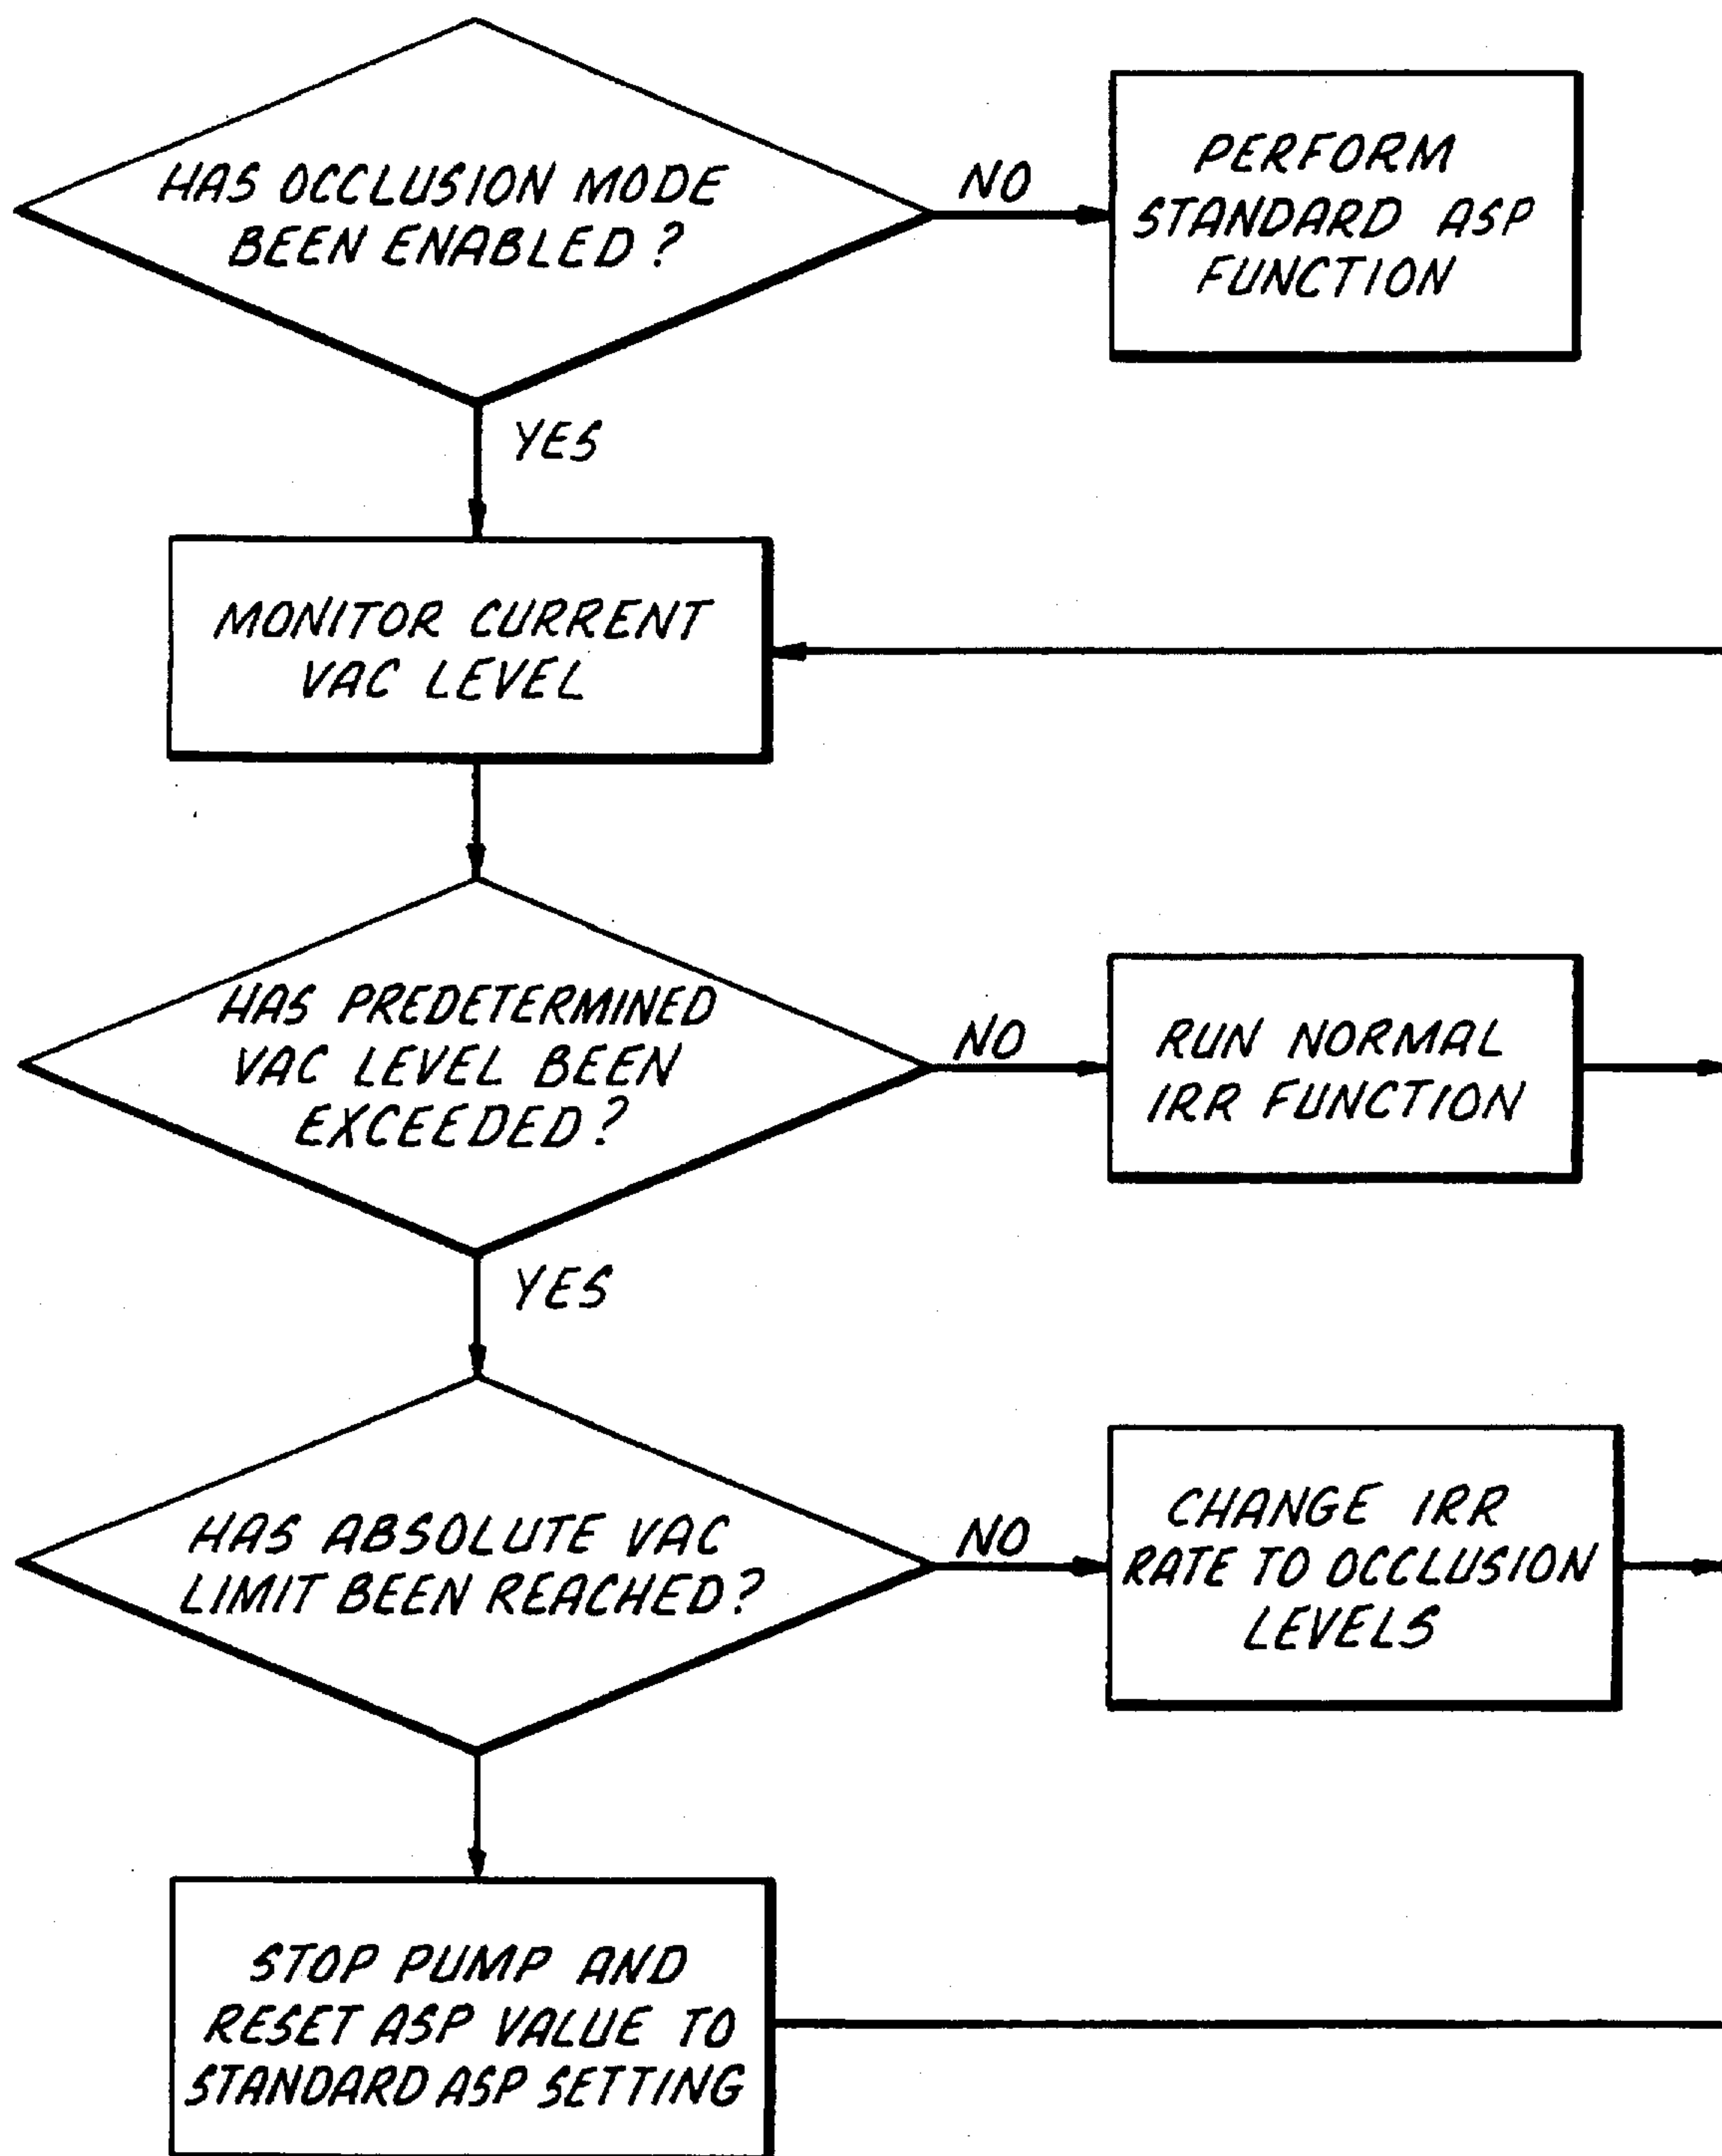 HAS OCCLUSION MODE
BEEN ENABLED?
NO
PERFORM
STANDARD ASP
FUNCTION
YES
MONITOR CURRENT
VAC LEVEL
HAS PREDETERMINED
VAC LEVEL BEEN
EXCEEDED?
NO
RUN NORMAL
IRR FUNCTION
YES
HAS ABSOLUTE VAC
LIMIT BEEN REACHED?
NO
CHANGE IRR
RATE TO OCCLUSION
LEVELS
STOP PUMP AND
RESET ASP VALUE TO
STANDARD ASP SETTING